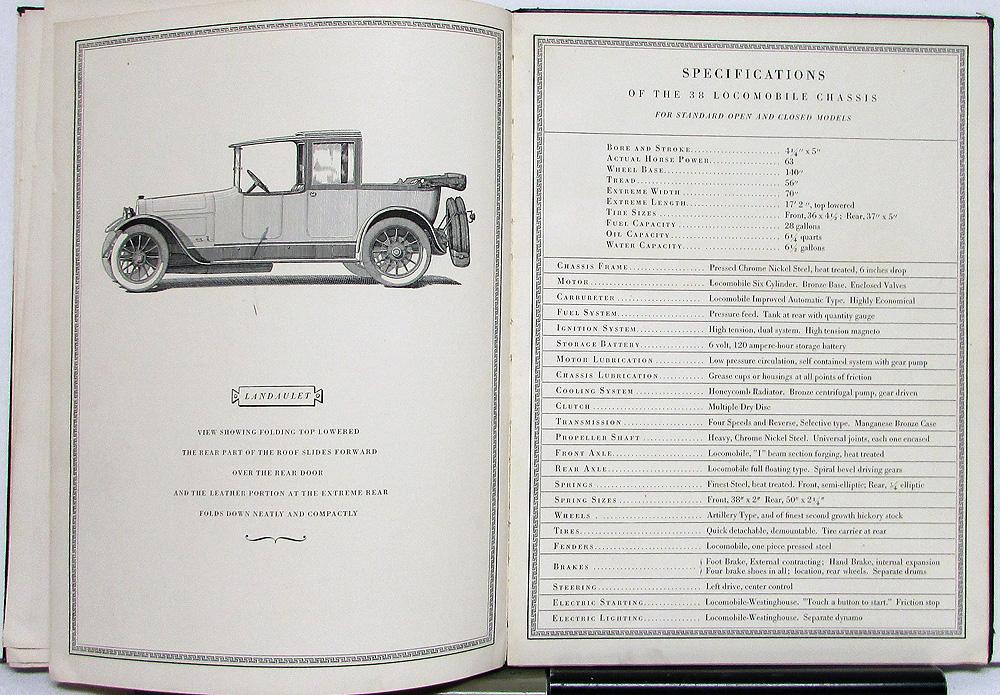 LANDAULET
VIEW SHOWING FOLDING TOP LOWERED
THE REAR PART OF THE ROOF SLIDES FORWARD
OVER THE REAR DOOR
AND THE LEATHER PORTION AT THE EXTREME REAR
FOLDS DOWN NEATLY AND COMPACTLY
SPECIFICATIONS
OF THE 38 LOCOMOBILE CHASSIS
FOR STANDARD OPEN AND CLOSED MODELS
BORE AND STROKE 4¼" x 5"
ACTUAL HORSE POWER 63
WHEEL BASE 140"
TREAD 56"
EXTREME WIDTH 70"
EXTREME LENGTH 17' 2", top lowered
TIRE SIZES Front, 36 x 4½; Rear, 37" x 5"
FUEL CAPACITY 28 gallons
OIL CAPACITY 6¼ quarts
WATER CAPACITY 6½ gallons
CHASSIS FRAME Pressed Chrome Nickel Steel, heat treated, 6 inches drop
MOTOR Locomobile Six Cylinder. Bronze Base. Enclosed Valves
CARBURETER Locomobile Improved Automatic Type. Highly Economical
FUEL SYSTEM Pressure feed. Tank at rear with quantity gauge
IGNITION SYSTEM High tension, dual system. High tension magneto
STORAGE BATTERY 6 volt, 120 ampere-hour storage battery
MOTOR LUBRICATION Low pressure circulation, self contained system with gear pump
CHASSIS LUBRICATION Grease cups or housings at all points of friction
COOLING SYSTEM Honeycomb Radiator. Bronze centrifugal pump, gear driven
CLUTCH Multiple Dry Disc
TRANSMISSION Four Speeds and Reverse, Selective type. Manganese Bronze Case
PROPELLER SHAFT Heavy, Chrome Nickel Steel. Universal joints, each one encased
FRONT AXLE Locomobile, "I" beam section forging, heat treated
REAR AXLE Locomobile full floating type. Spiral bevel driving gears
SPRINGS Finest Steel, heat treated. Front, semi-elliptic; Rear, ¾ elliptic
SPRING SIZES Front, 38" x 2" Rear, 50" x 2¼"
WHEELS Artillery Type, and of finest second growth hickory stock
TIRES Quick detachable, demountable. Tire carrier at rear
FENDERS Locomobile, one piece pressed steel
BRAKES Foot Brake, External contracting; Hand Brake, internal expansion
Four brake shoes in all; location, rear wheels. Separate drums
STEERING Left drive, center control
ELECTRIC STARTING Locomobile-Westinghouse. "Touch a button to start." Friction stop
ELECTRIC LIGHTING Locomobile-Westinghouse. Separate dynamo